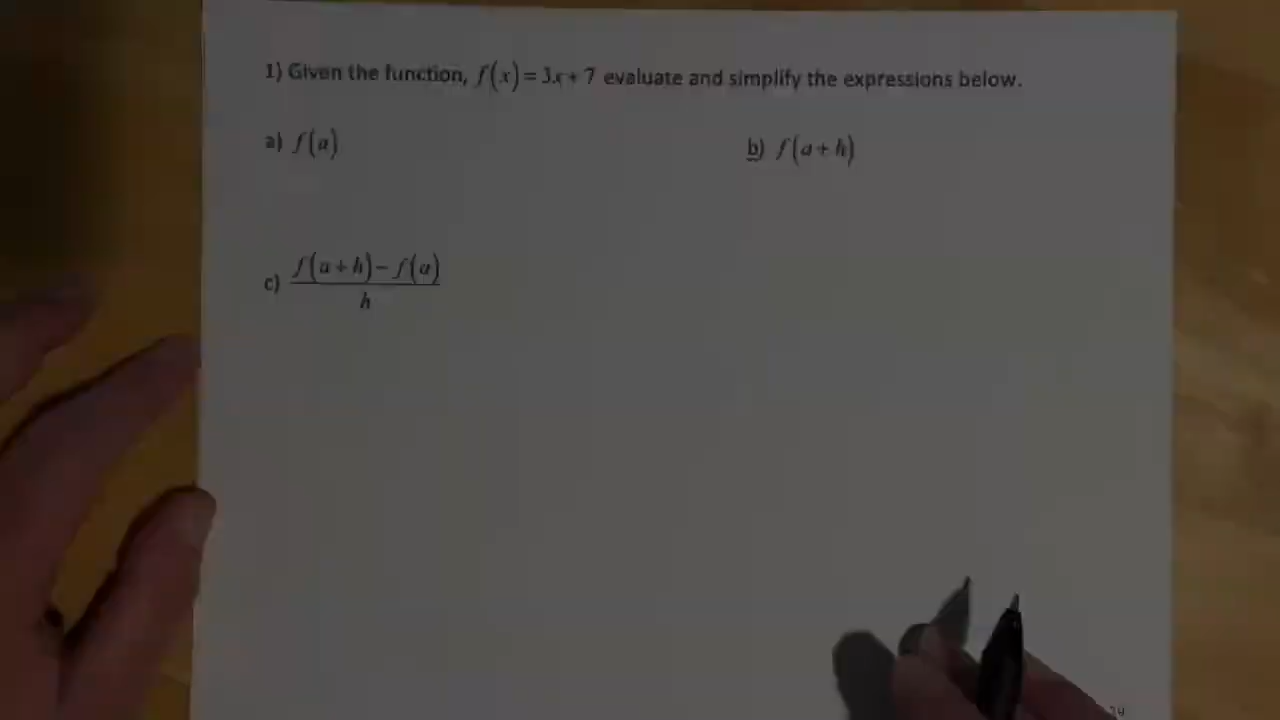 1) Given the function, f(x) = 3x + 7 evaluate and simplify the expressions below.
a) f(a)
b) f(a + h)
c) f(a + h) − f(a)
h